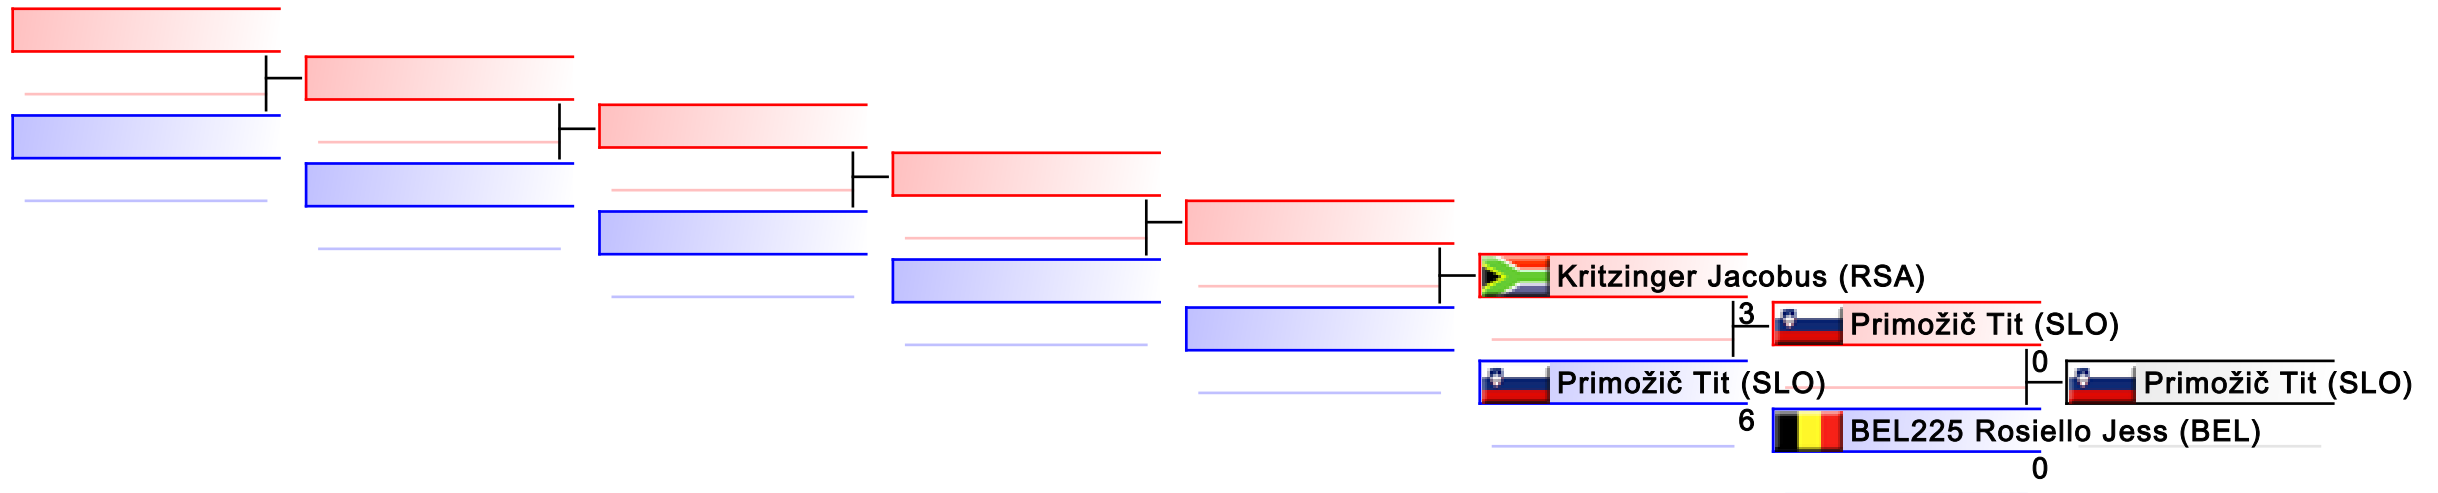 Kritzinger Jacobus (RSA)
3
Primožič Tit (SLO)
Primožič Tit (SLO)
6
0
BEL225 Rosiello Jess (BEL)
0
Primožič Tit (SLO)